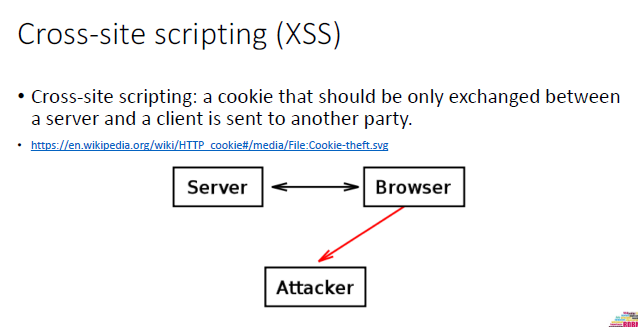 Cross-site scripting (XSS)
• Cross-site scripting: a cookie that should be only exchanged between
a server and a client is sent to another party.
• https://en.wikipedia.org/wiki/HTTP_cookie#/media/File:Cookie-theft.svg
Server
Browser
Attacker